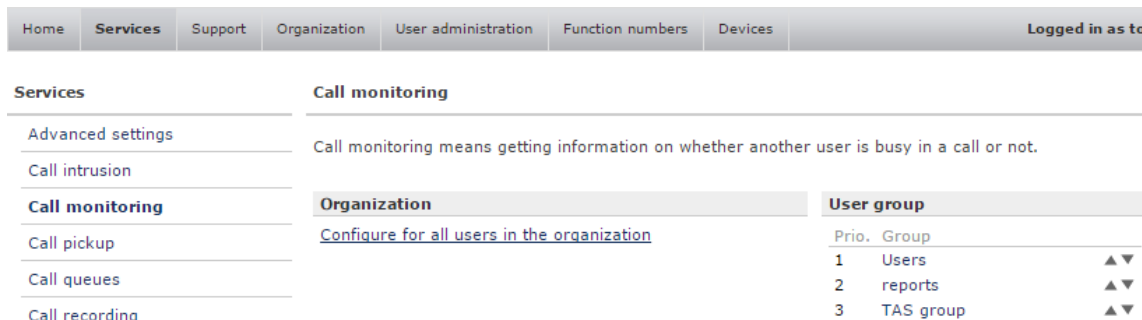 Home Services Support Organization User administration Function numbers Devices Logged in as to
Services
Advanced settings
Call intrusion
Call monitoring
Call pickup
Call queues
Call recording
Call monitoring
Call monitoring means getting information on whether another user is busy in a call or not.
Organization
Configure for all users in the organization
User group
Prio. Group
1 Users
2 reports
3 TAS group